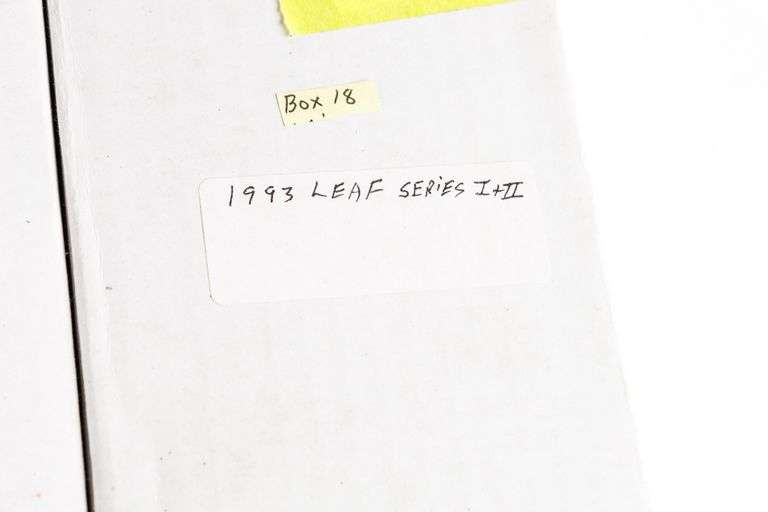 Box 18
1993 LEAF SERiES I+II